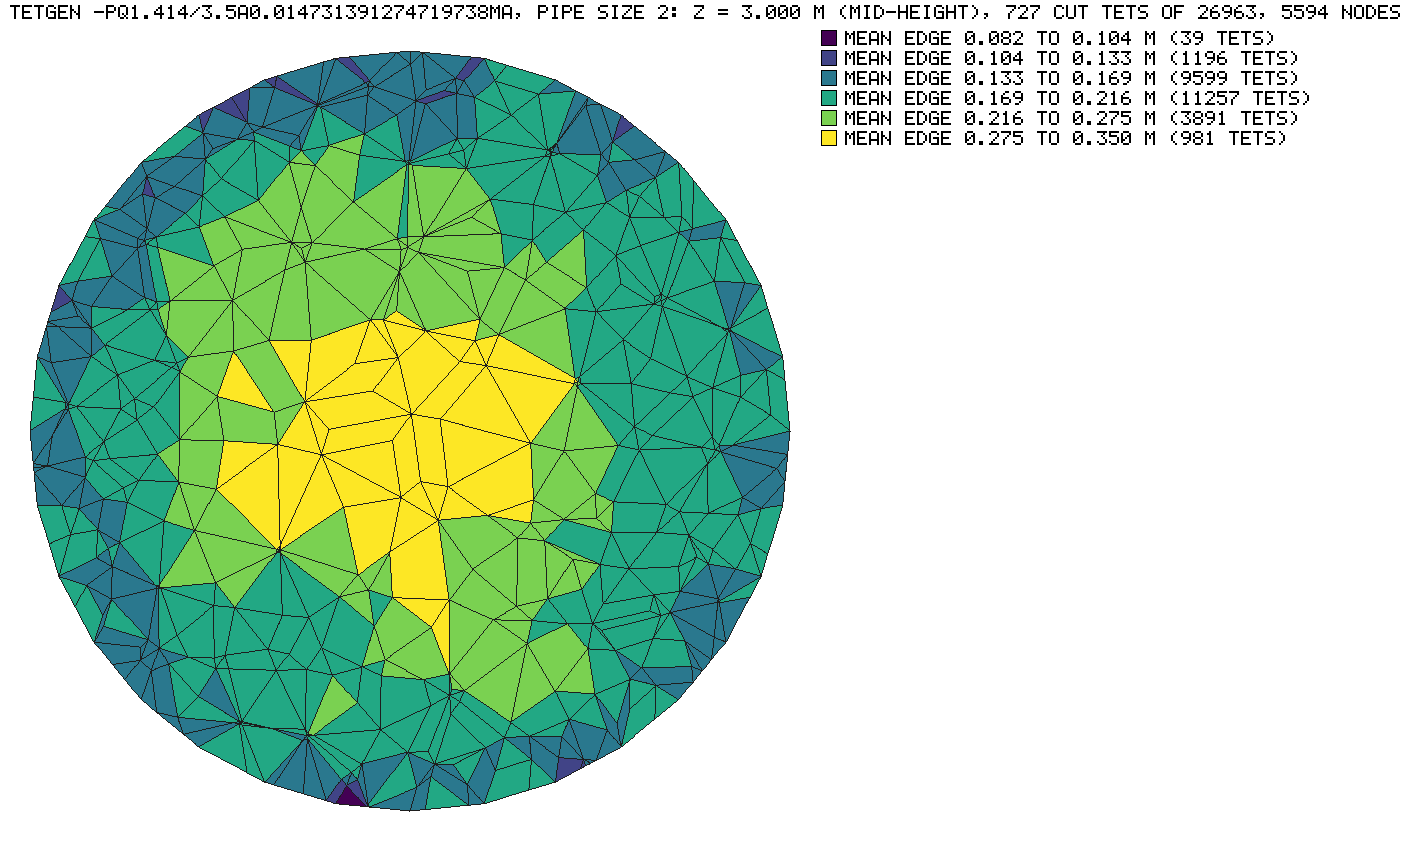 TETGEN -PQ1.414/3.5A0.014731391274719738MA, PIPE SIZE 2: Z = 3.000 M (MID-HEIGHT), 727 CUT TETS OF 26963, 5594 NODES
MEAN EDGE 0.082 TO 0.104 M (39 TETS)
MEAN EDGE 0.104 TO 0.133 M (1196 TETS)
MEAN EDGE 0.133 TO 0.169 M (9599 TETS)
MEAN EDGE 0.169 TO 0.216 M (11257 TETS)
MEAN EDGE 0.216 TO 0.275 M (3891 TETS)
MEAN EDGE 0.275 TO 0.350 M (981 TETS)